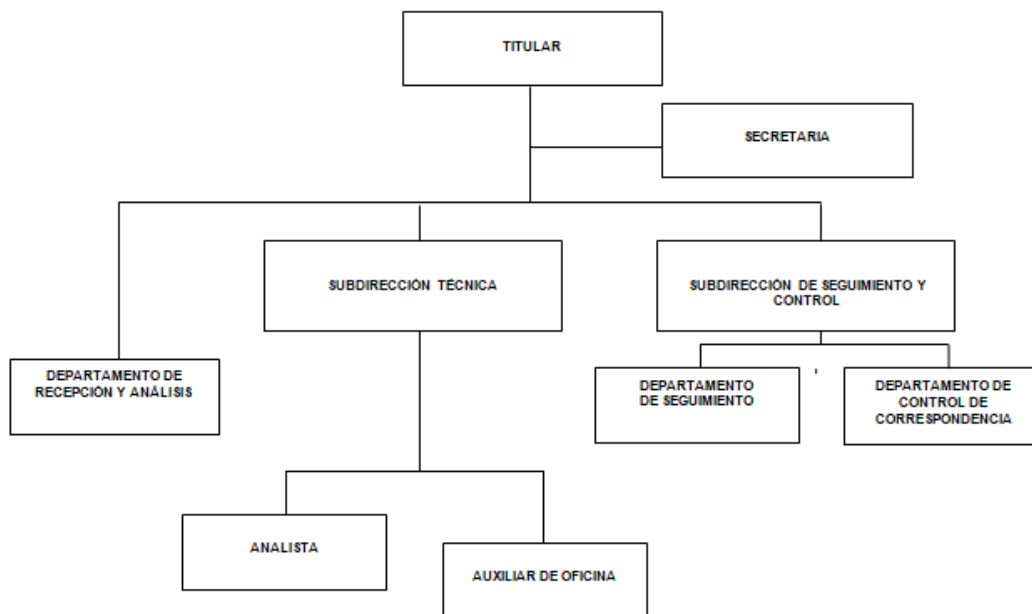 TITULAR
SECRETARIA
SUBDIRECCIÓN TÉCNICA
SUBDIRECCIÓN DE SEGUIMIENTO Y
CONTROL
DEPARTAMENTO DE
RECEPCIÓN Y ANÁLISIS
DEPARTAMENTO
DE SEGUIMIENTO
DEPARTAMENTO DE
CONTROL DE
CORRESPONDENCIA
ANALISTA
AUXILIAR DE OFICINA